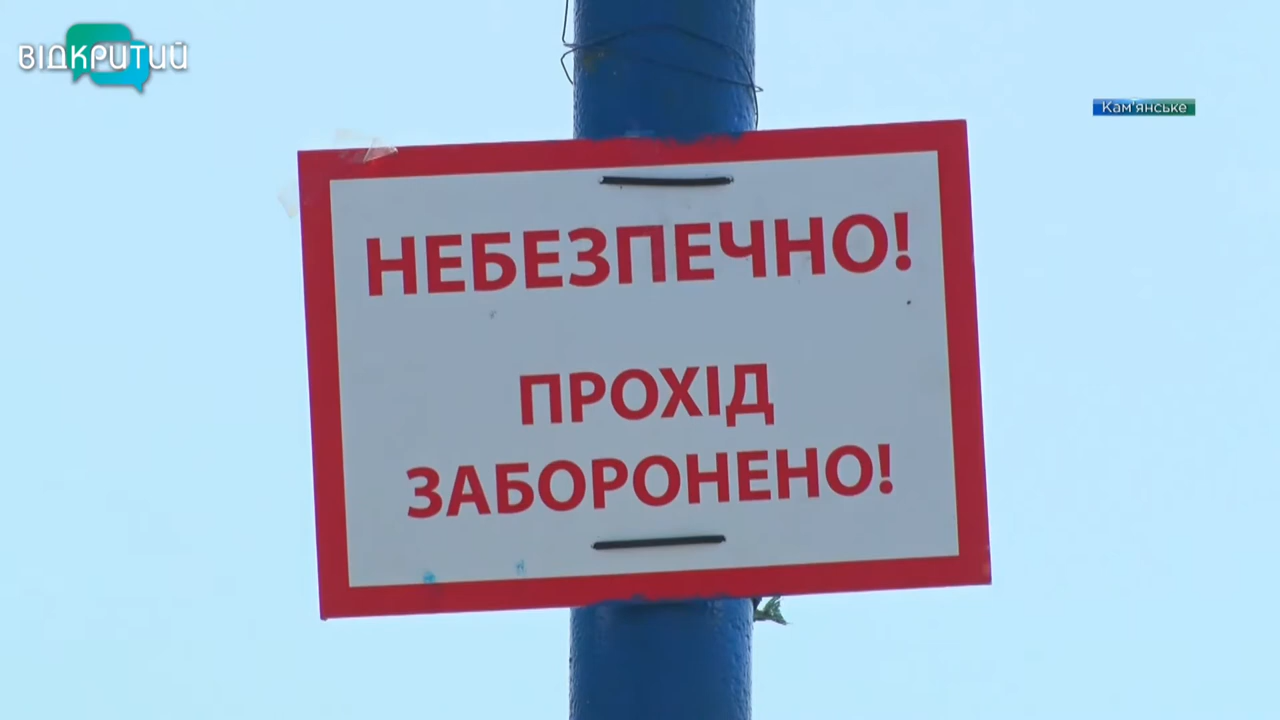 ВІДКРИТИЙ
Кам'янське
НЕБЕЗПЕЧНО!
ПРОХІД
ЗАБОРОНЕНО!